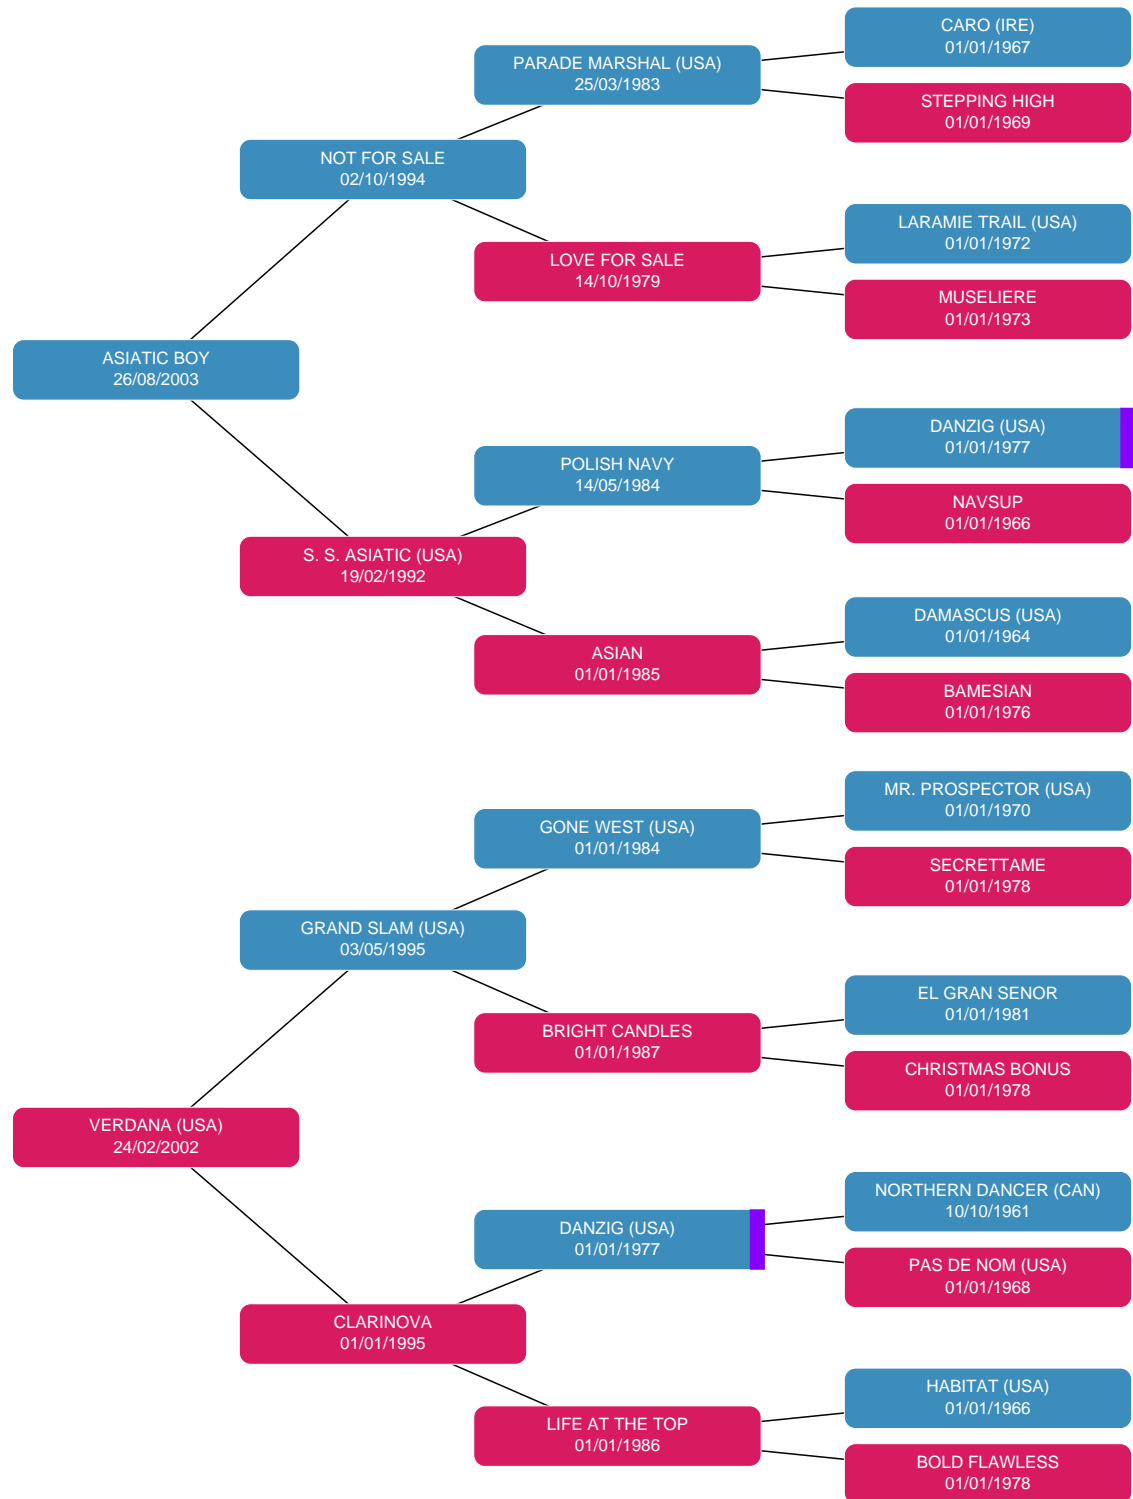 CARO (IRE)
01/01/1967
PARADE MARSHAL (USA)
25/03/1983
STEPPING HIGH
01/01/1969
NOT FOR SALE
02/10/1994
LARAMIE TRAIL (USA)
01/01/1972
LOVE FOR SALE
14/10/1979
MUSELIERE
01/01/1973
ASIATIC BOY
26/08/2003
DANZIG (USA)
01/01/1977
POLISH NAVY
14/05/1984
NAVSUP
01/01/1966
S. S. ASIATIC (USA)
19/02/1992
DAMASCUS (USA)
01/01/1964
ASIAN
01/01/1985
BAMESIAN
01/01/1976
MR. PROSPECTOR (USA)
01/01/1970
GONE WEST (USA)
01/01/1984
SECRETTAME
01/01/1978
GRAND SLAM (USA)
03/05/1995
EL GRAN SENOR
01/01/1981
BRIGHT CANDLES
01/01/1987
CHRISTMAS BONUS
01/01/1978
VERDANA (USA)
24/02/2002
NORTHERN DANCER (CAN)
10/10/1961
DANZIG (USA)
01/01/1977
PAS DE NOM (USA)
01/01/1968
CLARINOVA
01/01/1995
HABITAT (USA)
01/01/1966
LIFE AT THE TOP
01/01/1986
BOLD FLAWLESS
01/01/1978